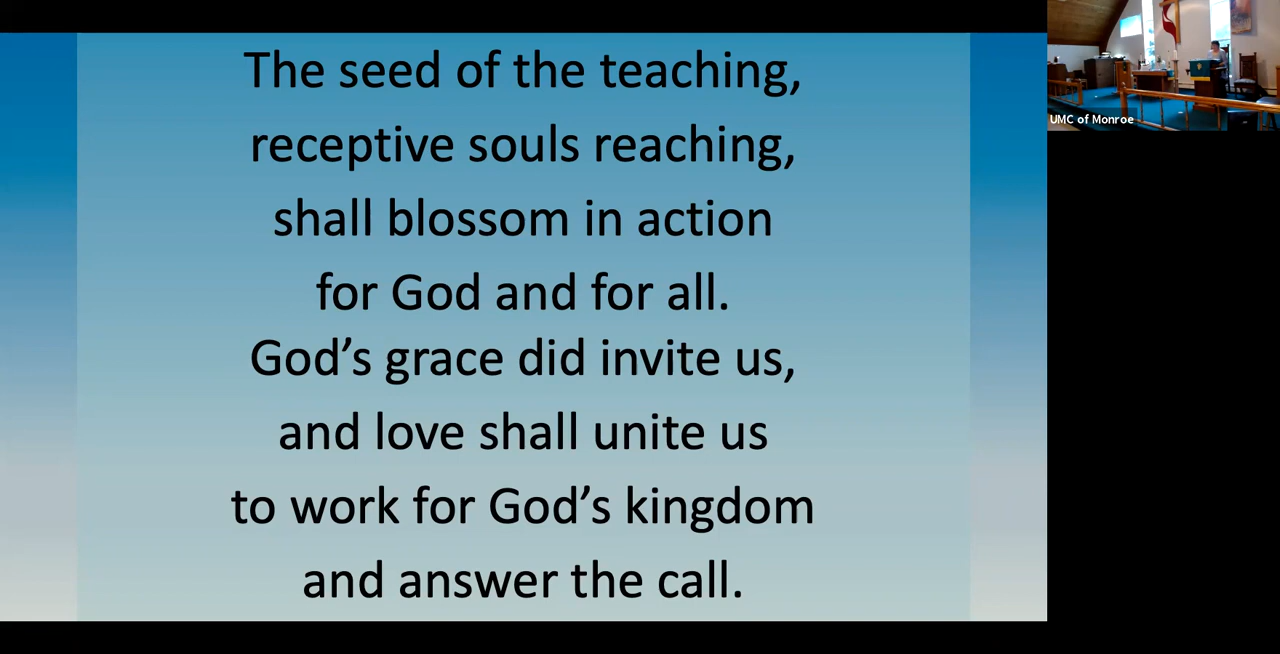 The seed of the teaching,
receptive souls reaching,
shall blossom in action
for God and for all.
God’s grace did invite us,
and love shall unite us
to work for God’s kingdom
and answer the call.
UMC of Monroe